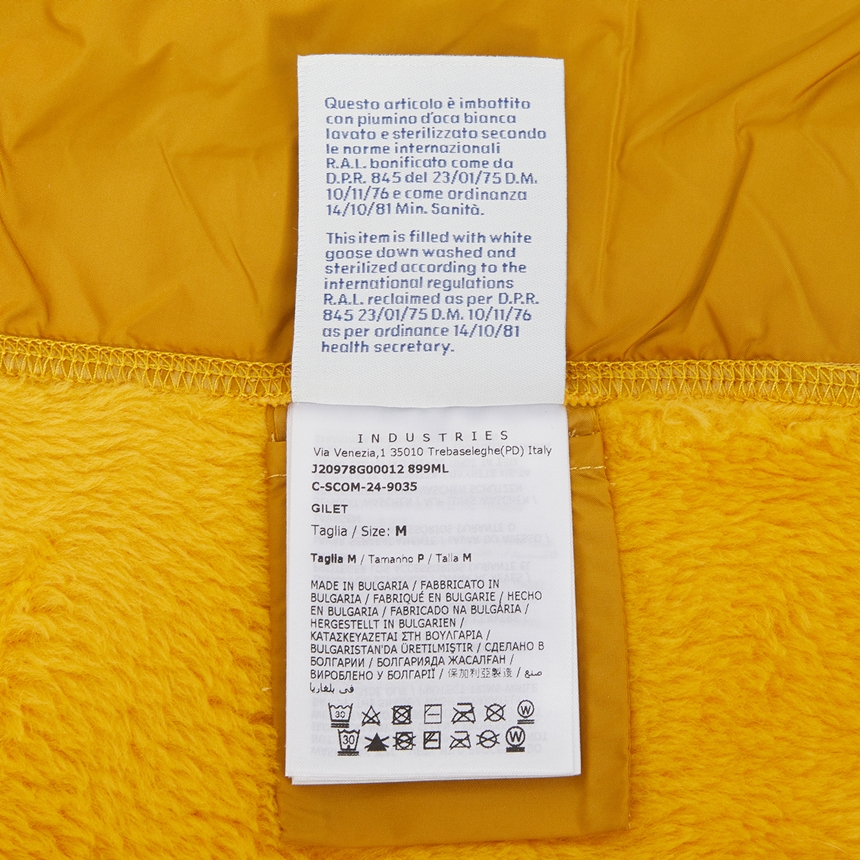 Questo articolo è imbottito
con piumino d'oca bianca
lavato e sterilizzato secondo
le norme internazionali
R.A.L. bonificato come da
D.P.R. 845 del 23/01/75 D.M.
10/11/76 e come ordinanza
14/10/81 Min. Sanità.
This item is filled with white
goose down washed and
sterilized according to the
international regulations
R.A.L. reclaimed as per D.P.R.
845 23/01/75 D.M. 10/11/76
as per ordinance 14/10/81
health secretary.
INDUSTRIES
Via Venezia,1 35010 Trebaseleghe(PD) Italy
J20978G00012 899ML
C-SCOM-24-9035
GILET
Taglia / Size: M
Taglia M / Tamanho P / Talla M
MADE IN BULGARIA / FABBRICATO IN
BULGARIA / FABRIQUÉ EN BULGARIE / HECHO
EN BULGARIA / FABRICADO NA BULGÁRIA /
HERGESTELLT IN BULGARIEN /
ΚΑΤΑΣΚΕΥΑΖΕΤΑΙ ΣΤΗ ΒΟΥΛΓΑΡΙΑ /
BULGARISTAN'DA ÜRETİLMİŞTİR / СДЕЛАНО В
БОЛГАРИИ / БОЛГАРИЯДА ЖАСАЛҒАН /
ВИРОБЛЕНО У БОЛГАРІЇ / 保加利亞製造 / صنع
في بلغاريا
30 W
30 W